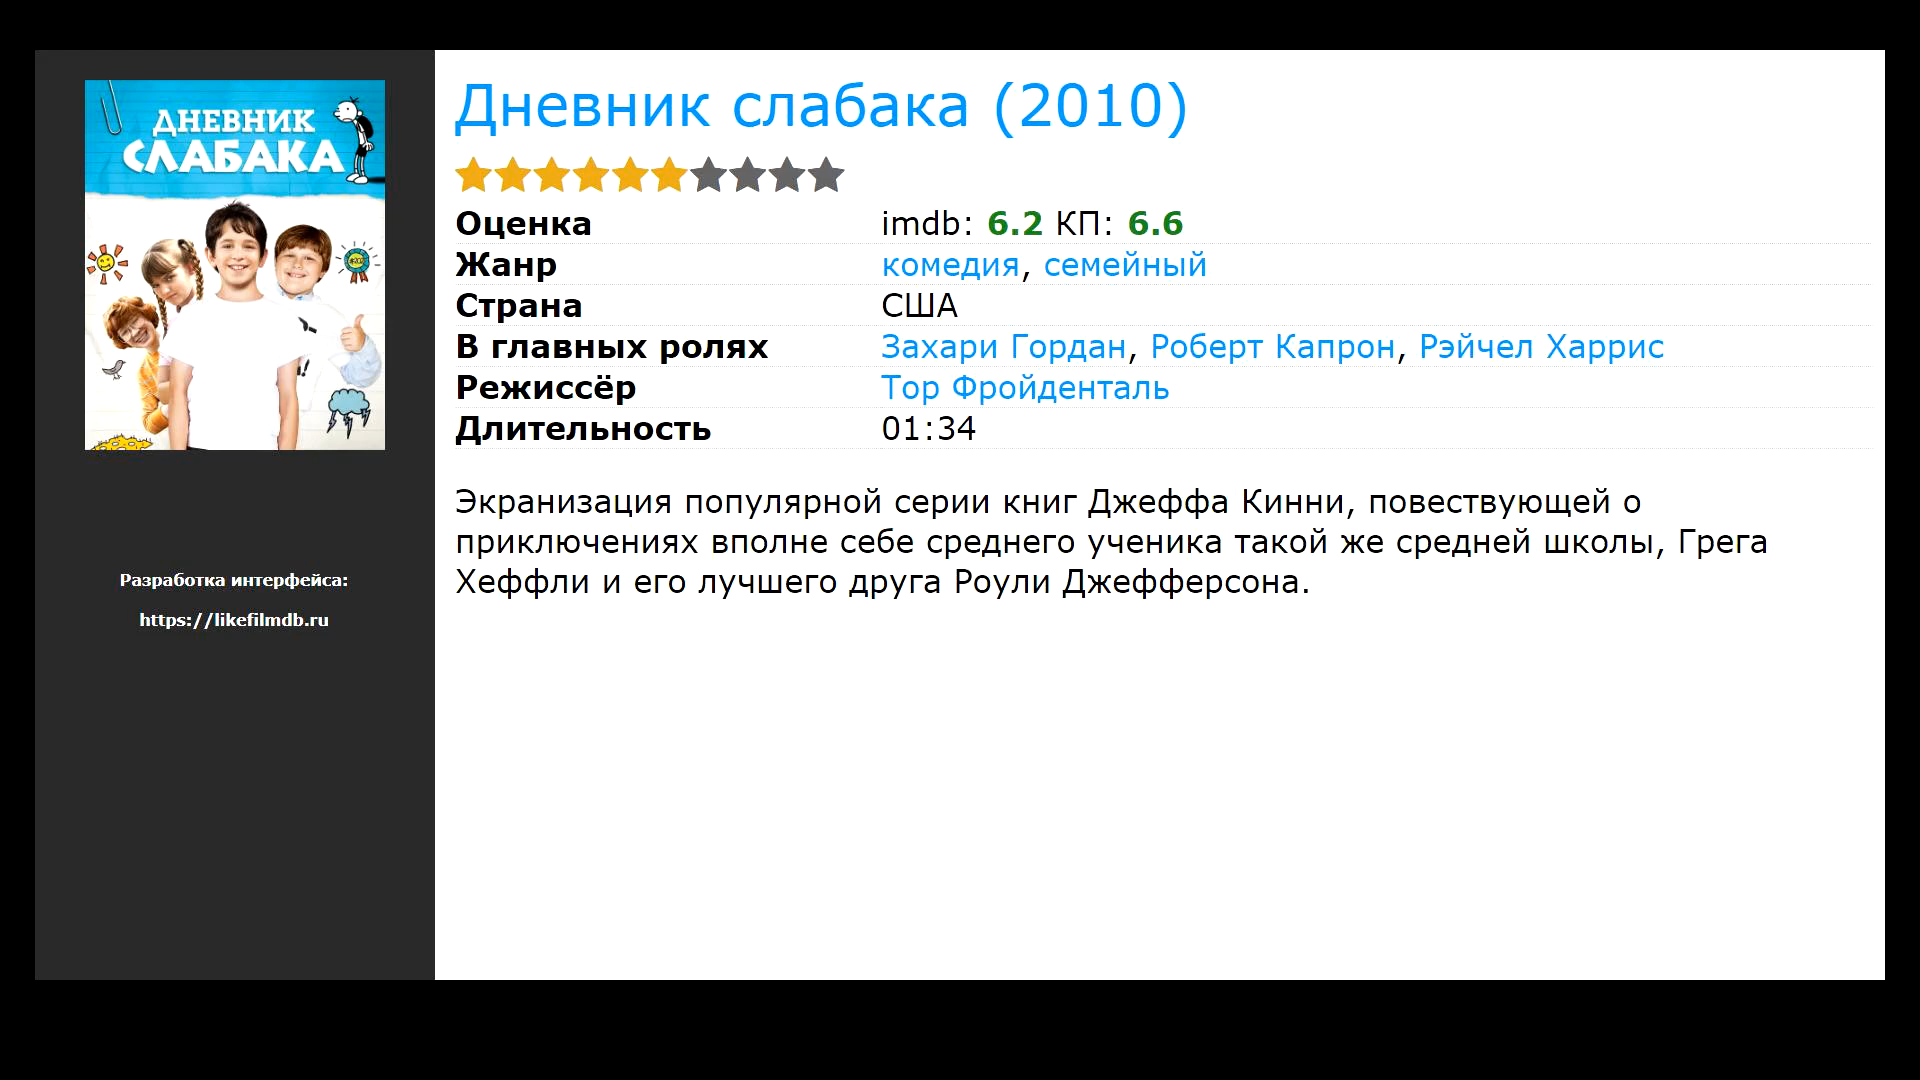 ДНЕВНИК
СЛАБАКА
Разработка интерфейса:
https://likefilmdb.ru
Дневник слабака (2010)
Оценка imdb: 6.2 КП: 6.6
Жанр комедия, семейный
Страна США
В главных ролях Захари Гордан, Роберт Капрон, Рэйчел Харрис
Режиссёр Тор Фройденталь
Длительность 01:34
Экранизация популярной серии книг Джеффа Кинни, повествующей о
приключениях вполне себе среднего ученика такой же средней школы, Грега
Хеффли и его лучшего друга Роули Джефферсона.